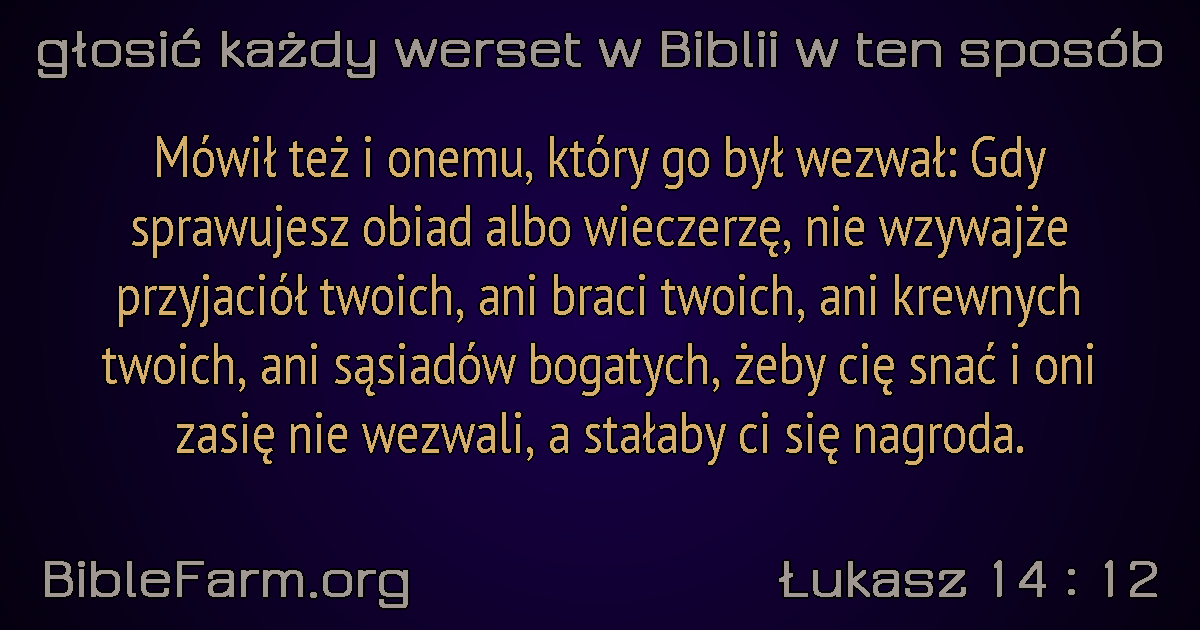 głosić każdy werset w Biblii w ten sposób
Mówił też i onemu, który go był wezwał: Gdy
sprawujesz obiad albo wieczerzę, nie wzywajże
przyjaciół twoich, ani braci twoich, ani krewnych
twoich, ani sąsiadów bogatych, żeby cię snać i oni
zasię nie wezwali, a stałaby ci się nagroda.
BibleFarm.org
Łukasz 14 : 12